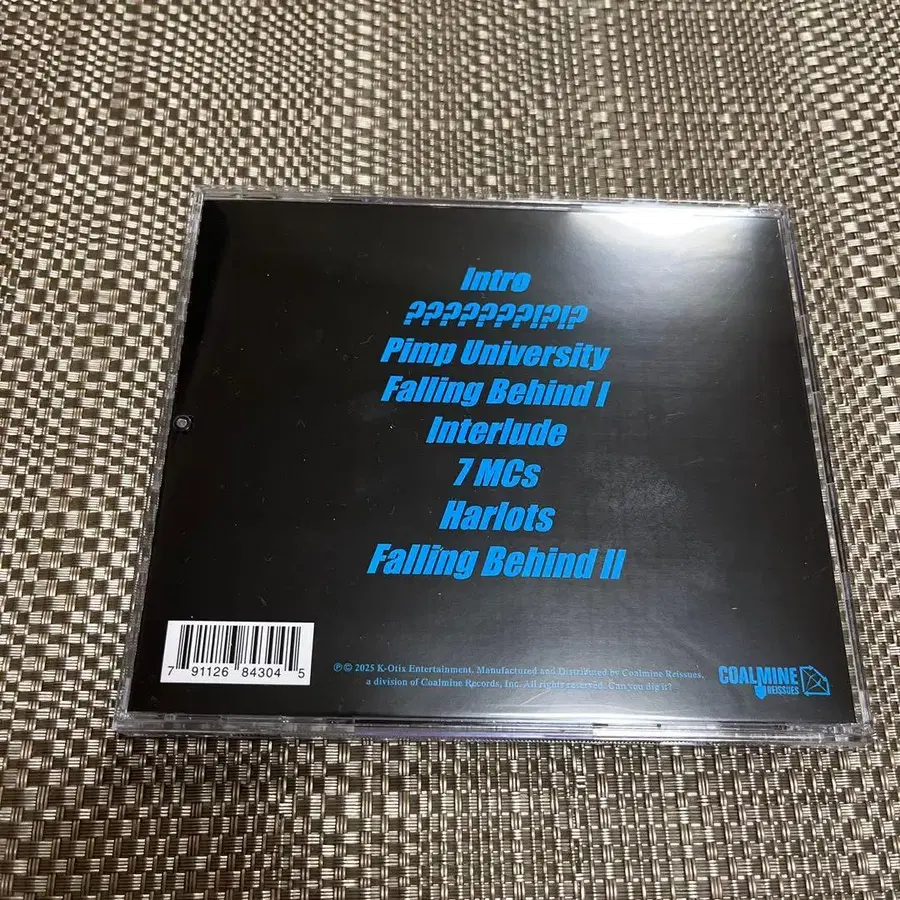 Intro
???????!?!?
Pimp University
Falling Behind I
Interlude
7 MCs
Harlots
Falling Behind II
7 91126 84304 5
℗© 2025 K-Otix Entertainment. Manufactured and Distributed by Coalmine Reissues,
a division of Coalmine Records, Inc. All rights reserved. Can you dig it?
COALMINE
REISSUES